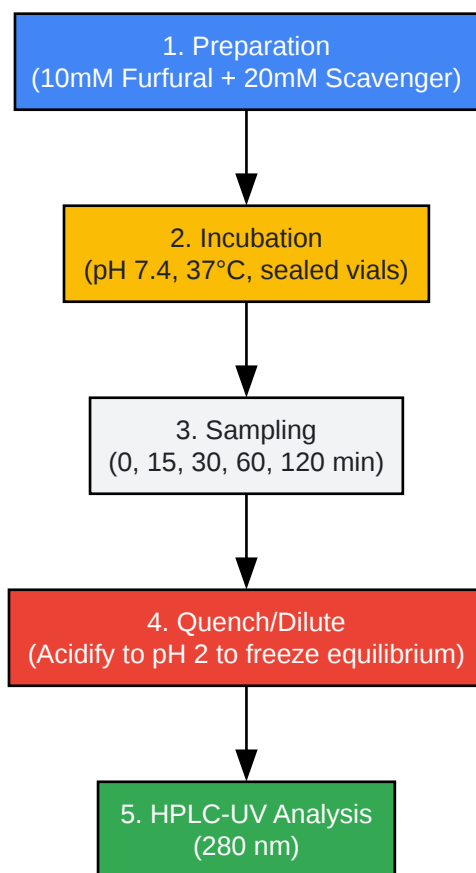 1. Preparation
(10mM Furfural + 20mM Scavenger)
2. Incubation
(pH 7.4, 37°C, sealed vials)
3. Sampling
(0, 15, 30, 60, 120 min)
4. Quench/Dilute
(Acidify to pH 2 to freeze equilibrium)
5. HPLC-UV Analysis
(280 nm)